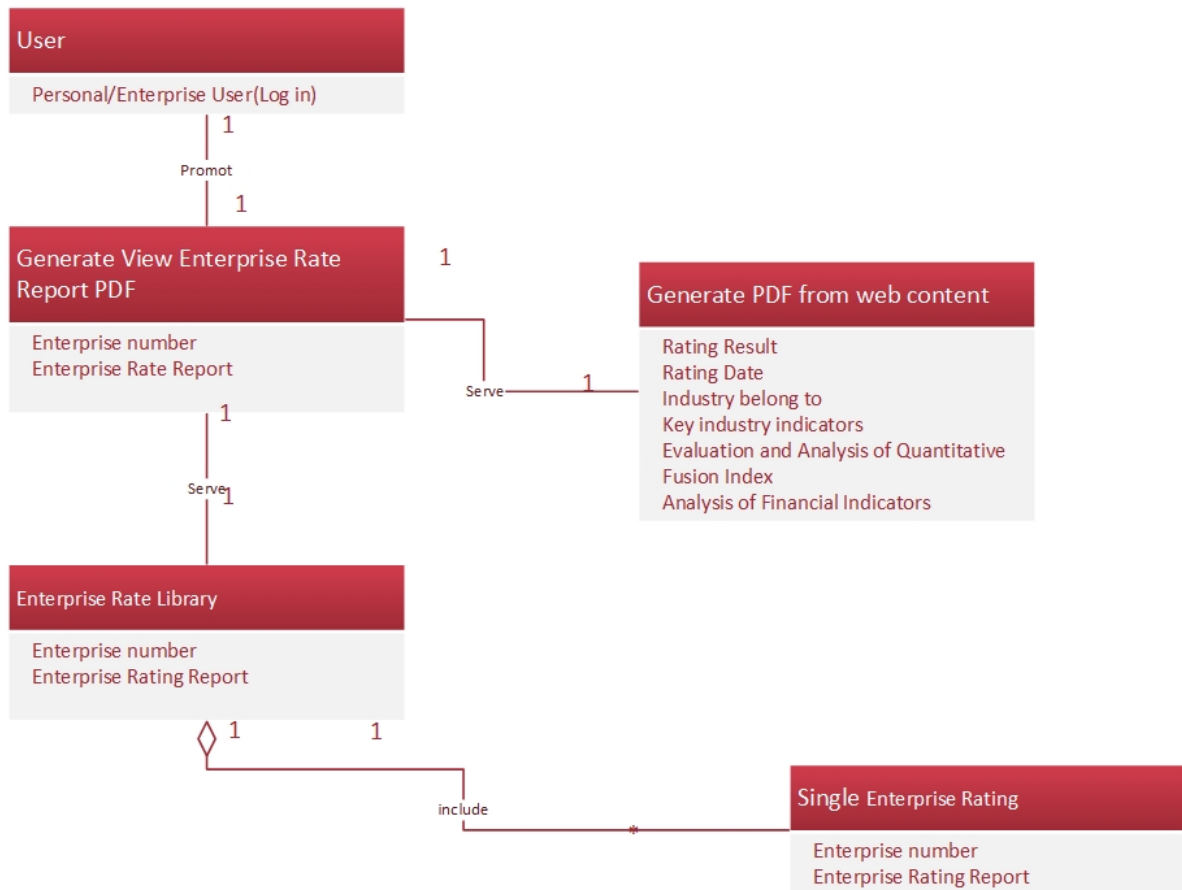 User
Personal/Enterprise User(Log in)
1
Promot
1
Generate View Enterprise Rate
Report PDF
Enterprise number
Enterprise Rate Report
1
Serve
1
Generate PDF from web content
Rating Result
Rating Date
Industry belong to
Key industry indicators
Evaluation and Analysis of Quantitative
Fusion Index
Analysis of Financial Indicators
1
Serve
1
Enterprise Rate Library
Enterprise number
Enterprise Rating Report
1
1
include
*
Single Enterprise Rating
Enterprise number
Enterprise Rating Report